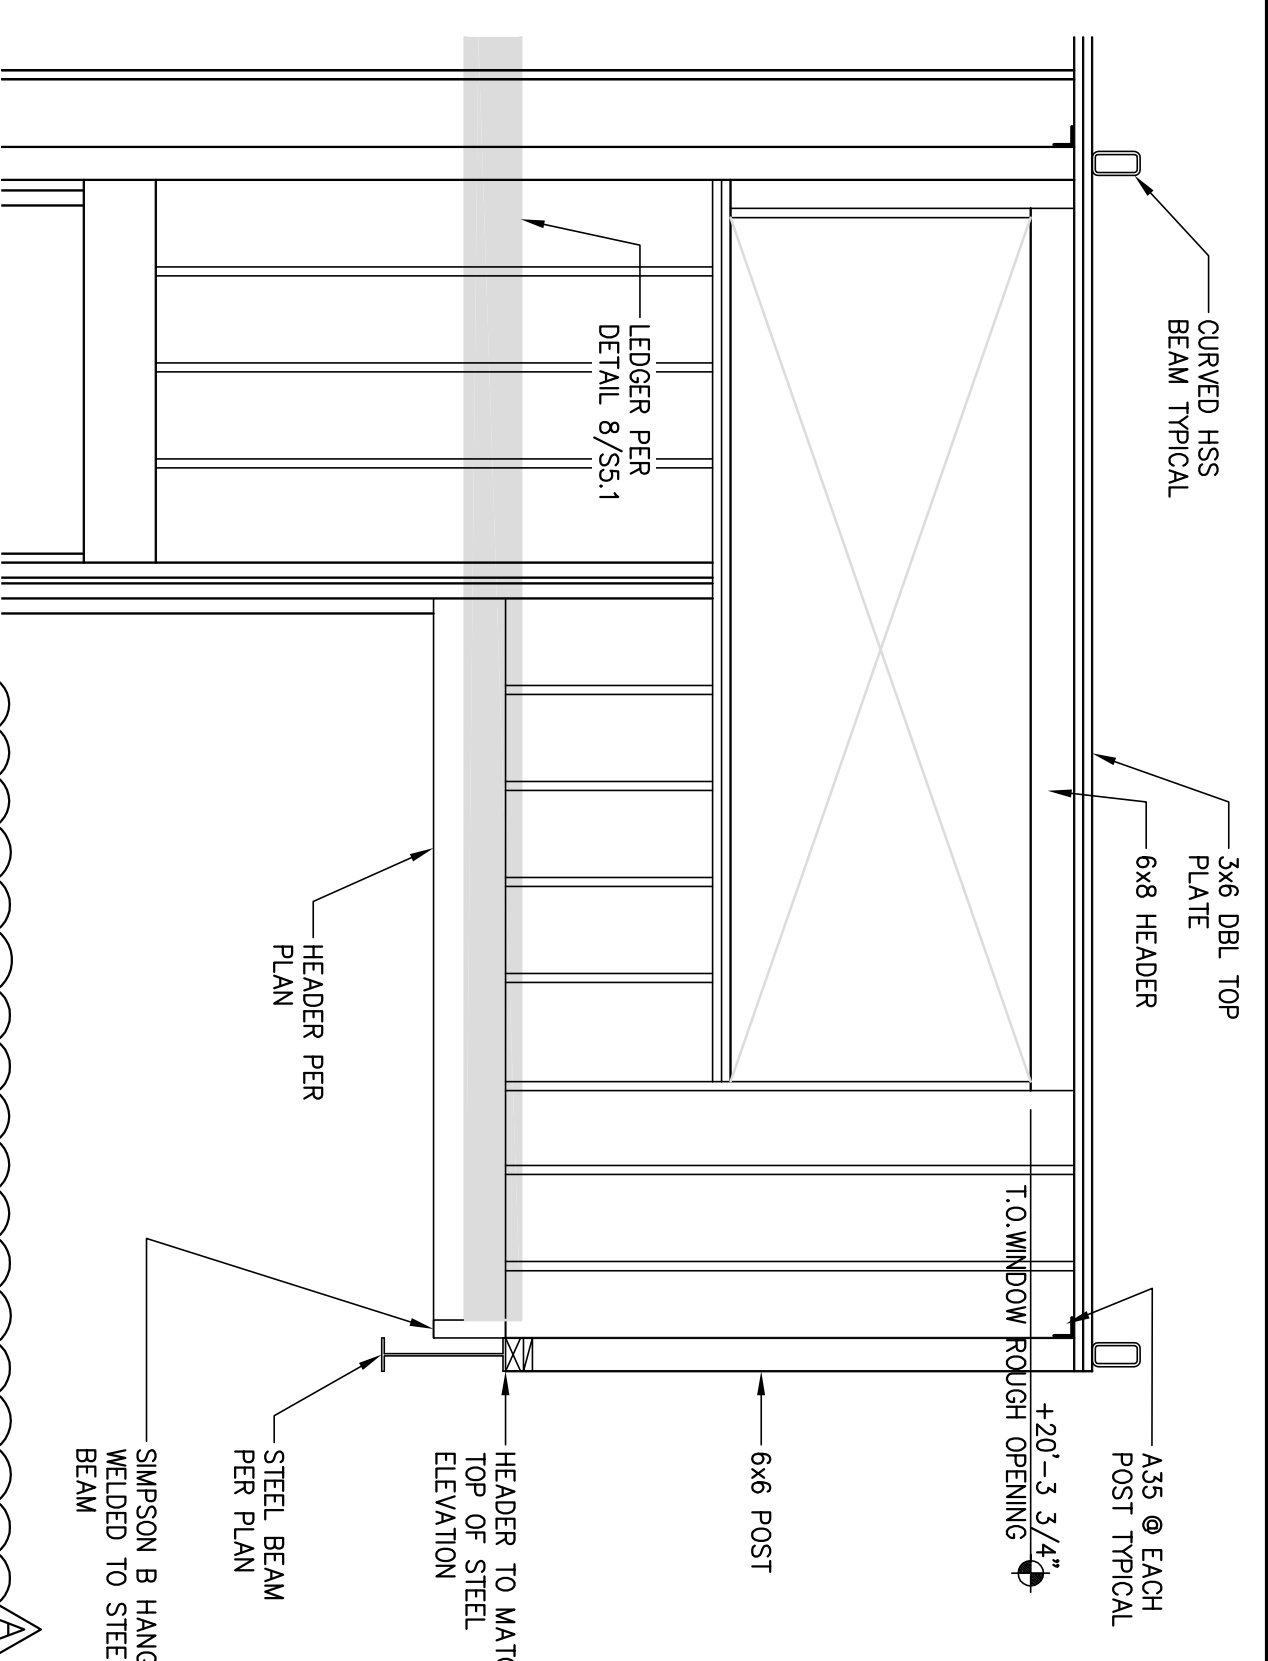 CURVED HSS
BEAM TYPICAL
3x6 DBL TOP
PLATE
6x8 HEADER
A35 @ EACH
POST TYPICAL
+20'-3 3/4"
T.O.WINDOW ROUGH OPENING
LEDGER PER
DETAIL 8/S5.1
6x6 POST
HEADER TO MATC
TOP OF STEEL
ELEVATION
HEADER PER
PLAN
STEEL BEAM
PER PLAN
SIMPSON B HANG
WELDED TO STEE
BEAM
A